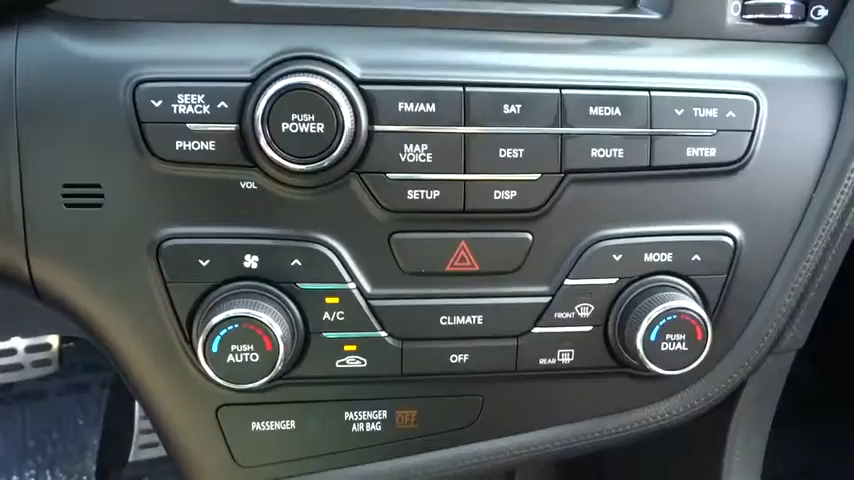 SEEK
TRACK
PUSH
POWER
FM/AM
SAT
MEDIA
TUNE
PHONE
MAP
VOICE
DEST
ROUTE
ENTER
VOL
SETUP
DISP
MODE
A/C
CLIMATE
FRONT
PUSH
AUTO
OFF
REAR
PUSH
DUAL
PASSENGER
PASSENGER
AIR BAG
OFF